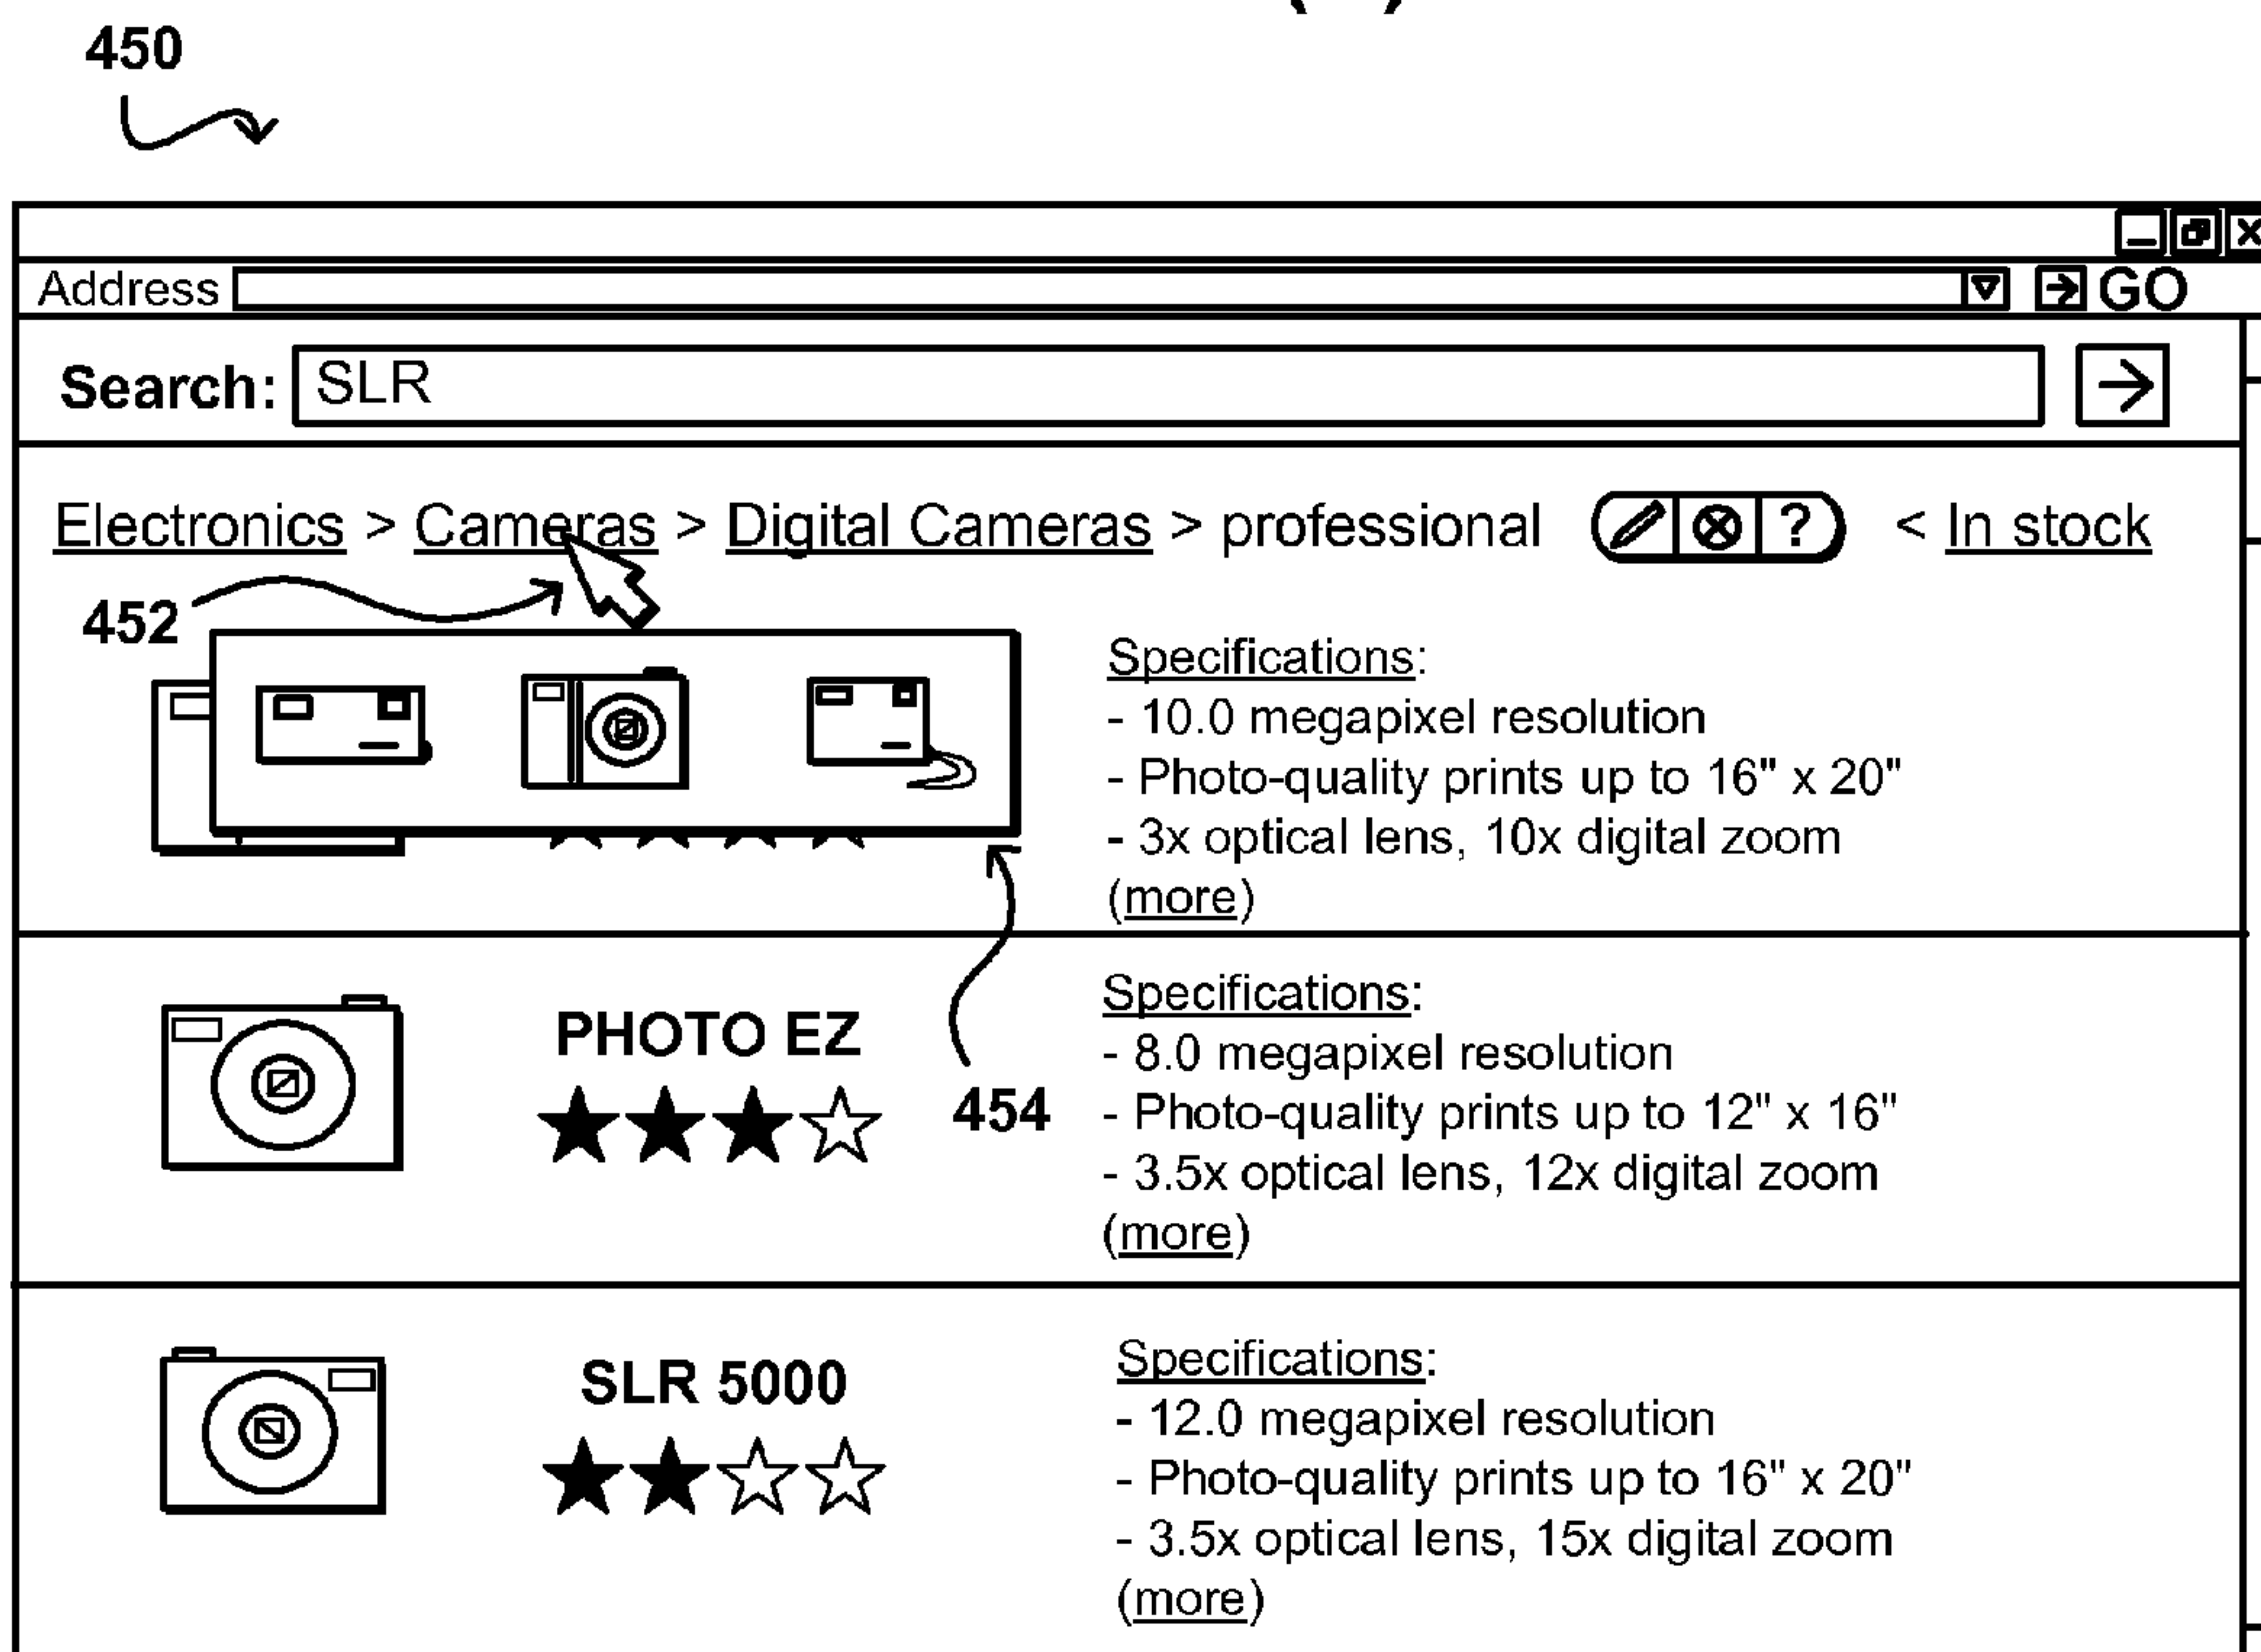 450
Address GO
Search: SLR
Electronics > Cameras > Digital Cameras > professional ? < In stock
452
Specifications:
- 10.0 megapixel resolution
- Photo-quality prints up to 16" x 20"
- 3x optical lens, 10x digital zoom
(more)
PHOTO EZ
454
Specifications:
- 8.0 megapixel resolution
- Photo-quality prints up to 12" x 16"
- 3.5x optical lens, 12x digital zoom
(more)
SLR 5000
Specifications:
- 12.0 megapixel resolution
- Photo-quality prints up to 16" x 20"
- 3.5x optical lens, 15x digital zoom
(more)